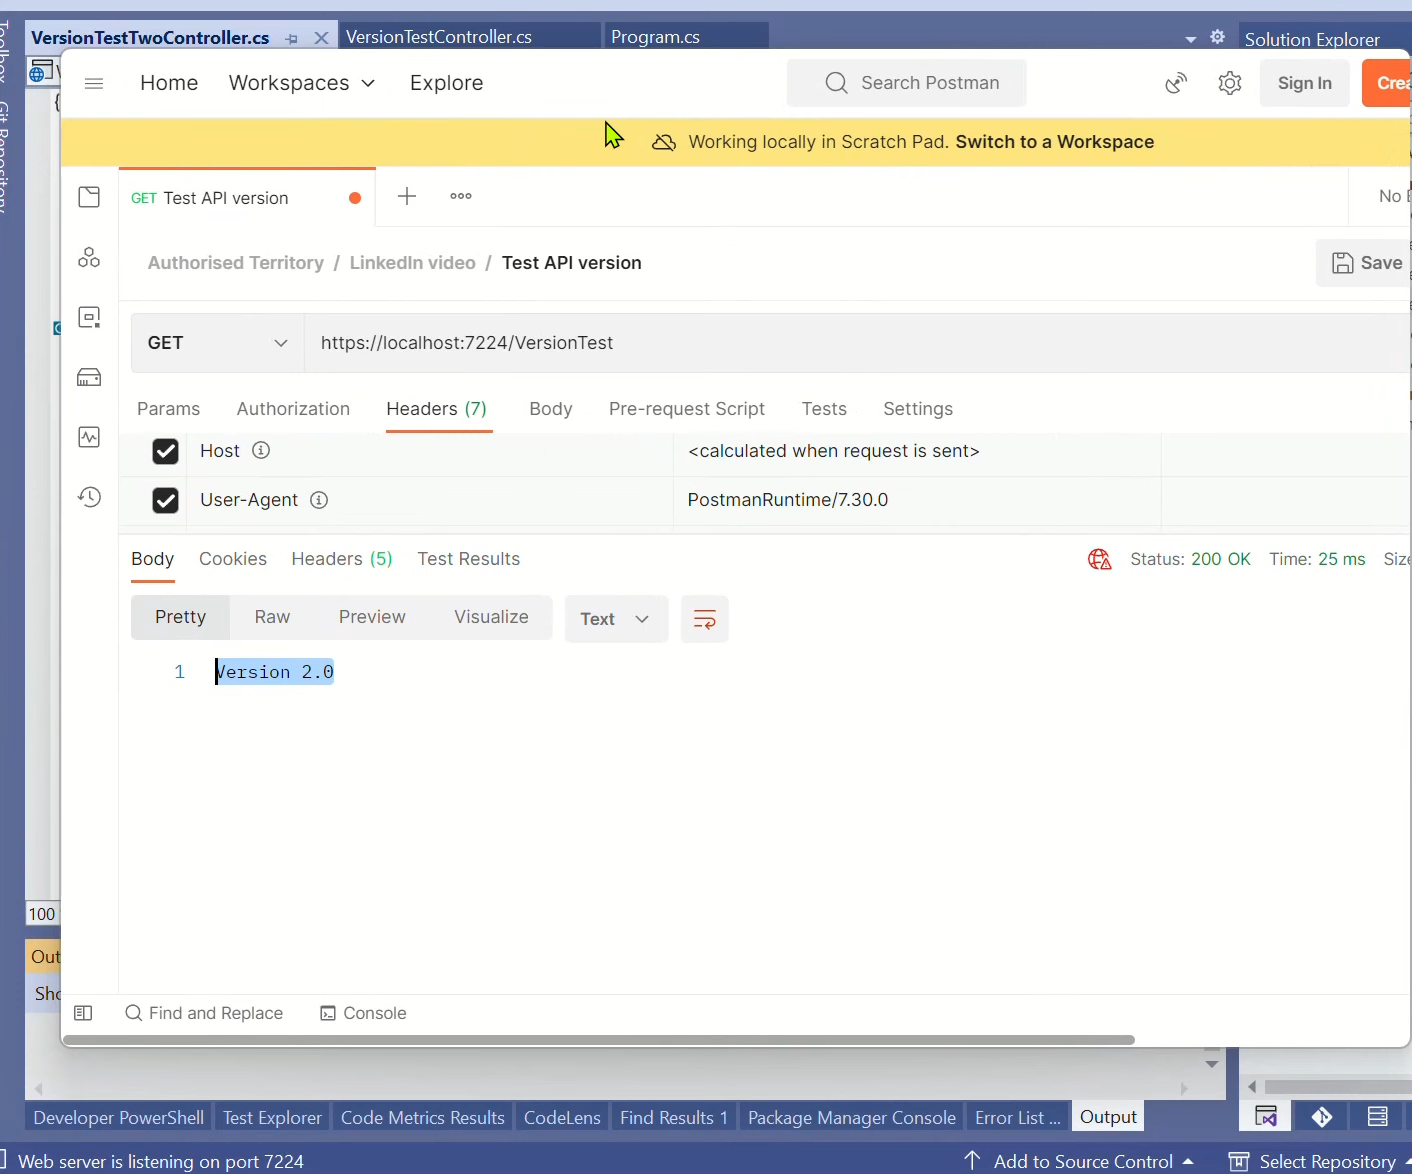 Toolbox Git Repository
VersionTestTwoController.cs VersionTestController.cs Program.cs
Solution Explorer
Home Workspaces Explore
Search Postman
Sign In
Working locally in Scratch Pad. Switch to a Workspace
GET Test API version
Authorised Territory / LinkedIn video / Test API version
Save
GET https://localhost:7224/VersionTest
Params Authorization Headers (7) Body Pre-request Script Tests Settings
Host <calculated when request is sent>
User-Agent PostmanRuntime/7.30.0
Body Cookies Headers (5) Test Results
Status: 200 OK Time: 25 ms
Pretty Raw Preview Visualize Text
1 Version 2.0
100
Find and Replace Console
Developer PowerShell Test Explorer Code Metrics Results CodeLens Find Results 1 Package Manager Console Error List ... Output
Web server is listening on port 7224
Add to Source Control Select Repository